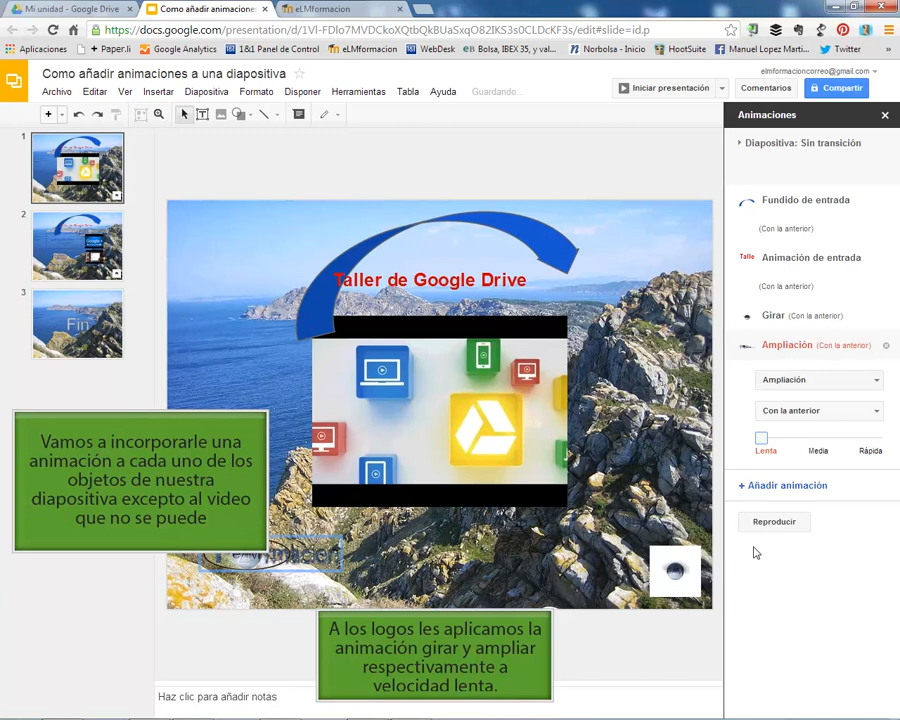 Mi unidad - Google Drive
Como añadir animaciones
eLMformacion
https://docs.google.com/presentation/d/1Vl-FDlo7MVDCkoXQtbQkBUaSxqO82IKS3s0CLDcKF3s/edit#slide=id.p
Aplicaciones
Paper.li
Google Analytics
1&1 Panel de Control
eLMformacion
WebDesk
Bolsa, IBEX 35, y val...
Norbolsa - Inicio
HootSuite
Manuel Lopez Martin...
Twitter
Como añadir animaciones a una diapositiva
elmformacioncorreo@gmail.com
Archivo Editar Ver Insertar Diapositiva Formato Disponer Herramientas Tabla Ayuda Guardando...
Iniciar presentación
Comentarios
Compartir
Animaciones
Diapositiva: Sin transición
Fundido de entrada
(Con la anterior)
Talle
Animación de entrada
(Con la anterior)
Girar (Con la anterior)
Ampliación (Con la anterior)
Ampliación
Con la anterior
Lenta Media Rápida
+ Añadir animación
Reproducir
1
2
3
Fin
Taller de Google Drive
Vamos a incorporarle una
animación a cada uno de los
objetos de nuestra
diapositiva excepto al video
que no se puede
A los logos les aplicamos la
animación girar y ampliar
respectivamente a
velocidad lenta.
Haz clic para añadir notas